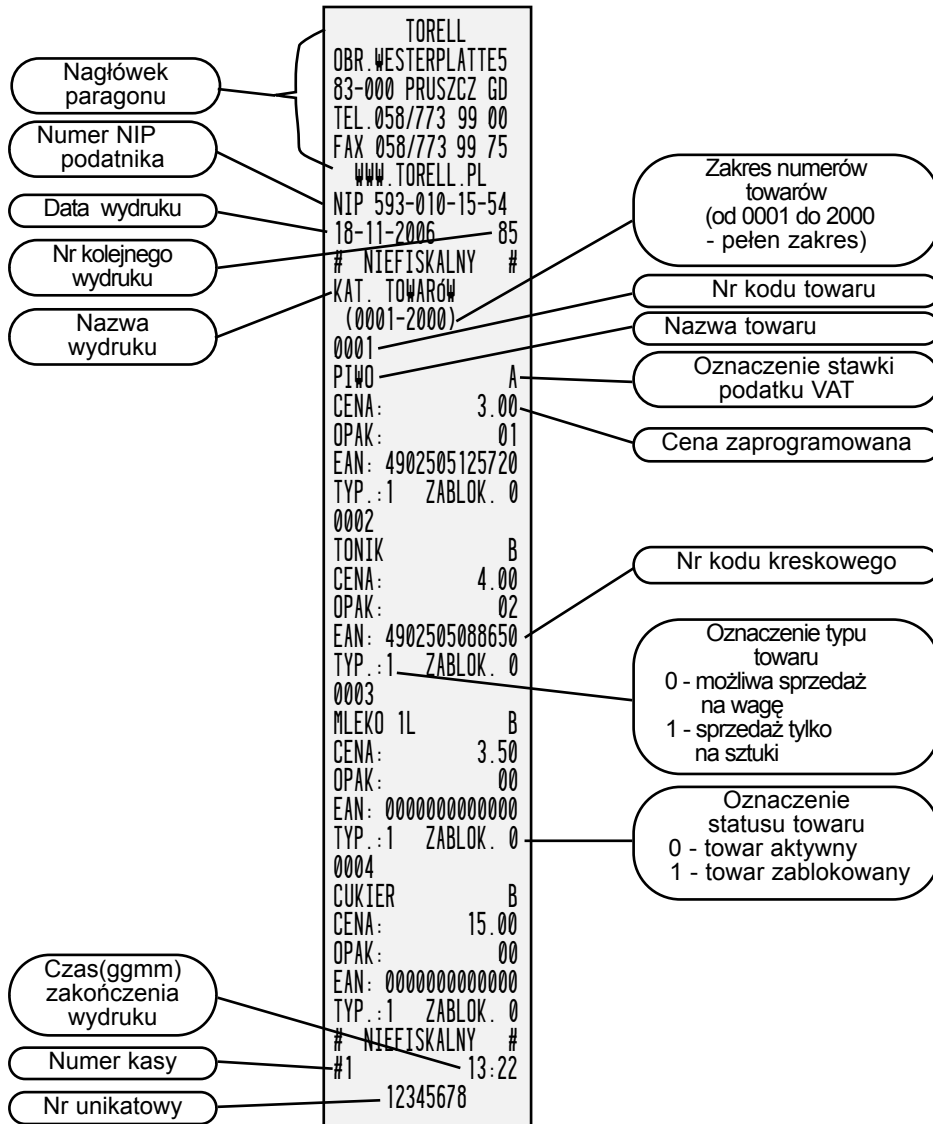 TORELL
OBR.WESTERPLATTE5
83-000 PRUSZCZ GD
TEL.058/773 99 00
FAX 058/773 99 75
WWW.TORELL.PL
NIP 593-010-15-54
18-11-2006 85
# NIEFISKALNY #
KAT. TOWARóW
(0001-2000)
0001
PIWO A
CENA: 3.00
OPAK: 01
EAN: 4902505125720
TYP.:1 ZABLOK. 0
0002
TONIK B
CENA: 4.00
OPAK: 02
EAN: 4902505088650
TYP.:1 ZABLOK. 0
0003
MLEKO 1L B
CENA: 3.50
OPAK: 00
EAN: 0000000000000
TYP.:1 ZABLOK. 0
0004
CUKIER B
CENA: 15.00
OPAK: 00
EAN: 0000000000000
TYP.:1 ZABLOK. 0
# NIEFISKALNY #
#1 13:22
12345678
Nagłówek
paragonu
Numer NIP
podatnika
Data wydruku
Nr kolejnego
wydruku
Nazwa
wydruku
Czas(ggmm)
zakończenia
wydruku
Numer kasy
Nr unikatowy
Zakres numerów
towarów
(od 0001 do 2000
- pełen zakres)
Nr kodu towaru
Nazwa towaru
Oznaczenie stawki
podatku VAT
Cena zaprogramowana
Nr kodu kreskowego
Oznaczenie typu
towaru
0 - możliwa sprzedaż
na wagę
1 - sprzedaż tylko
na sztuki
Oznaczenie
statusu towaru
0 - towar aktywny
1 - towar zablokowany